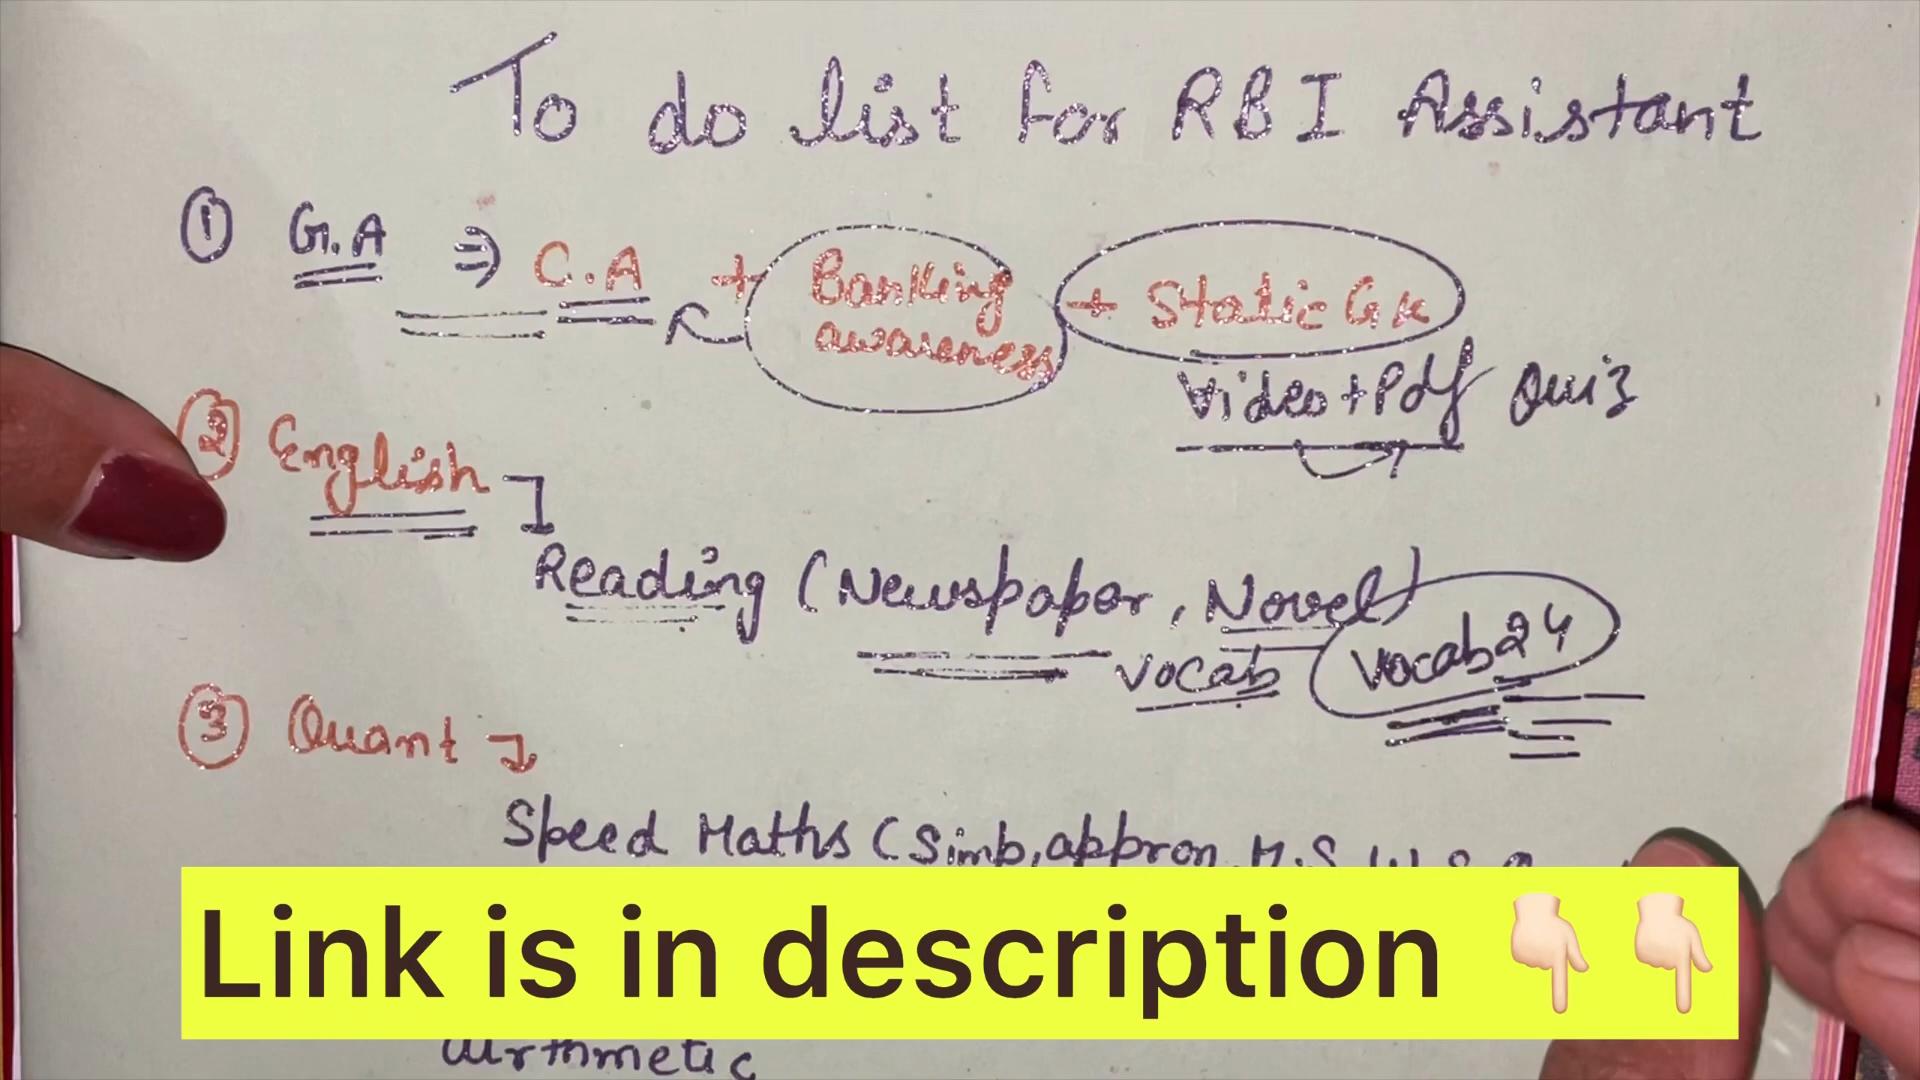 To do list for RBI Assistant
① G.A ⇒ C.A + Banking awareness + Static Gk
Video+Pdf Quiz
② English
Reading (Newspaper, Novel)
vocab Vocab24
③ Quant
Speed Maths (Simp, approx, M.S,
Link is in description 👇🏻👇🏻